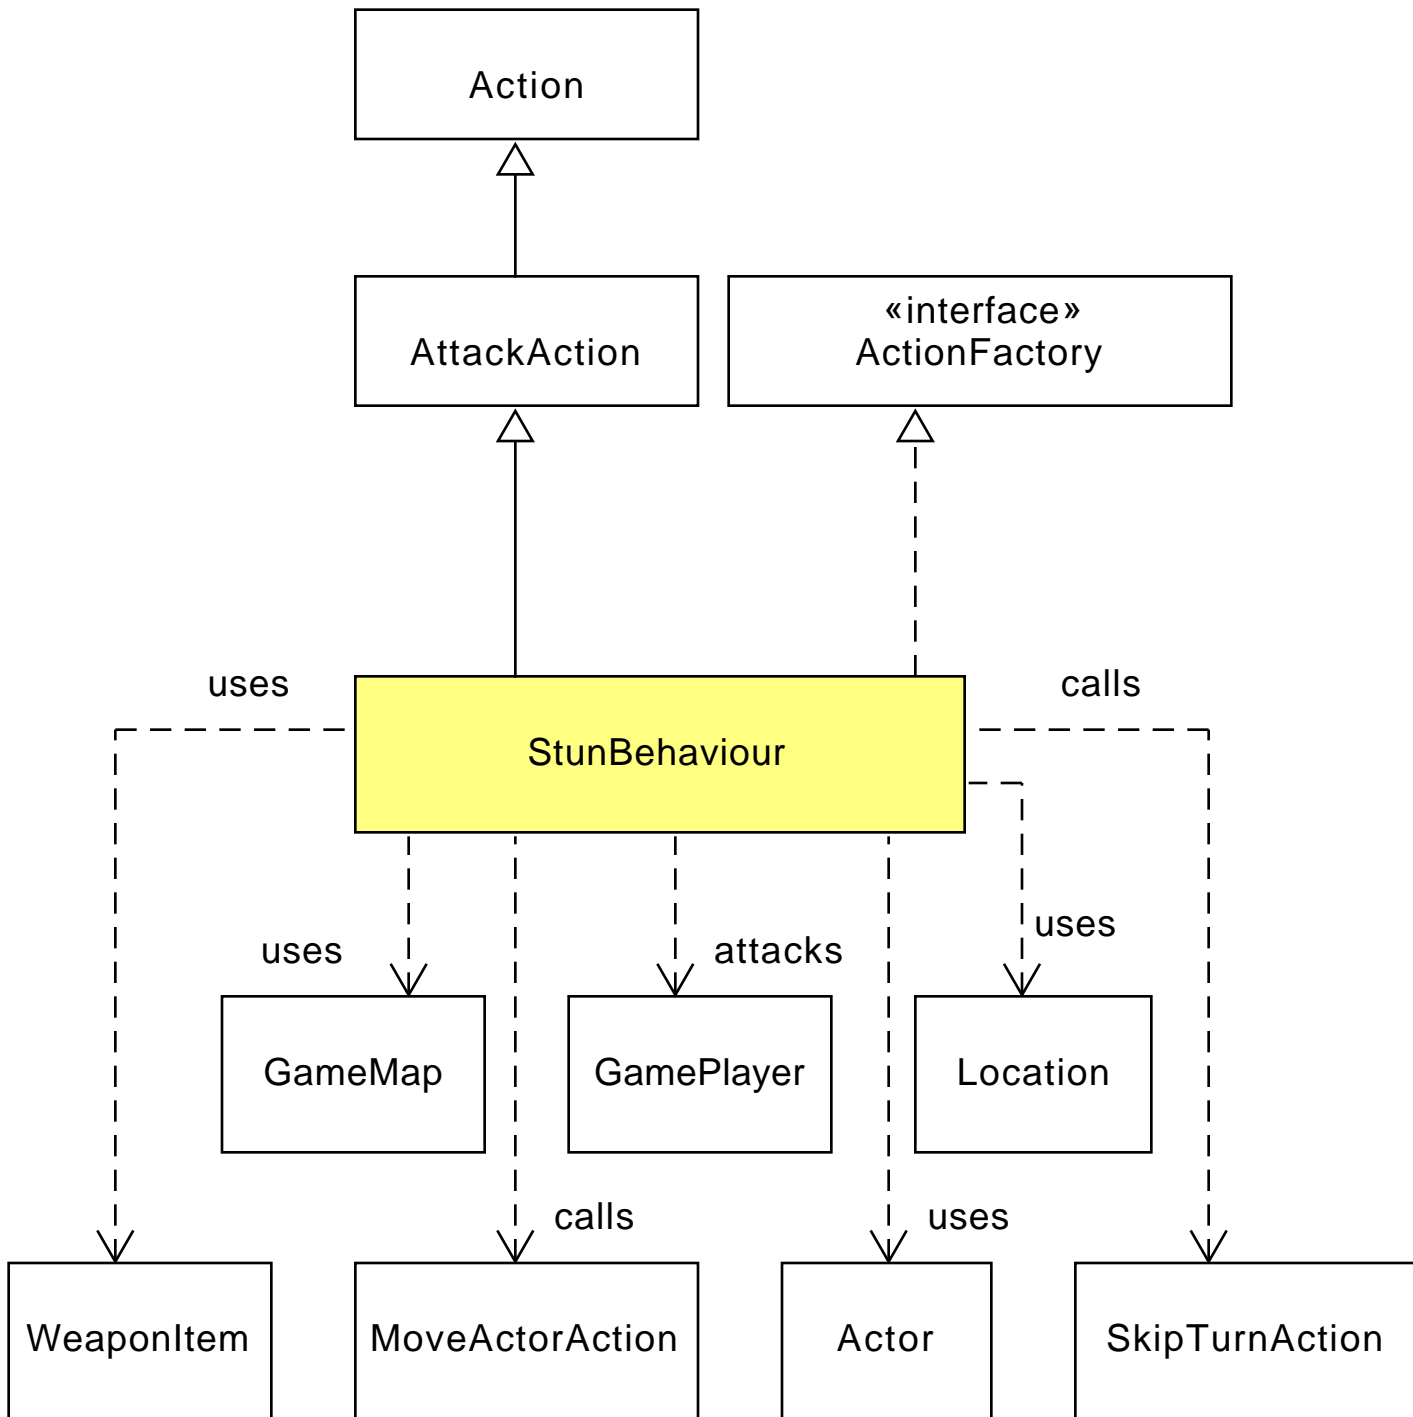 Action
AttackAction
«interface»
ActionFactory
uses
calls
StunBehaviour
uses
attacks
uses
GameMap
GamePlayer
Location
calls
uses
WeaponItem
MoveActorAction
Actor
SkipTurnAction